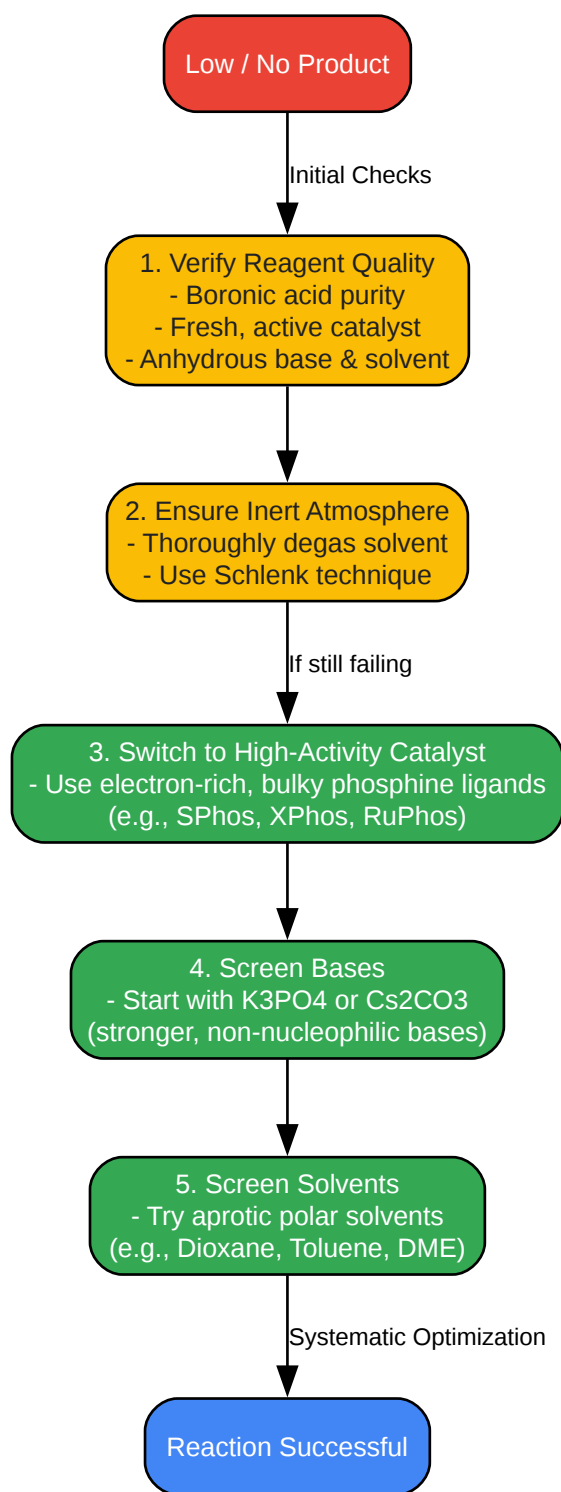 Low / No Product
Initial Checks
1. Verify Reagent Quality
- Boronic acid purity
- Fresh, active catalyst
- Anhydrous base & solvent
2. Ensure Inert Atmosphere
- Thoroughly degas solvent
- Use Schlenk technique
If still failing
3. Switch to High-Activity Catalyst
- Use electron-rich, bulky phosphine ligands
(e.g., SPhos, XPhos, RuPhos)
4. Screen Bases
- Start with K3PO4 or Cs2CO3
(stronger, non-nucleophilic bases)
5. Screen Solvents
- Try aprotic polar solvents
(e.g., Dioxane, Toluene, DME)
Systematic Optimization
Reaction Successful